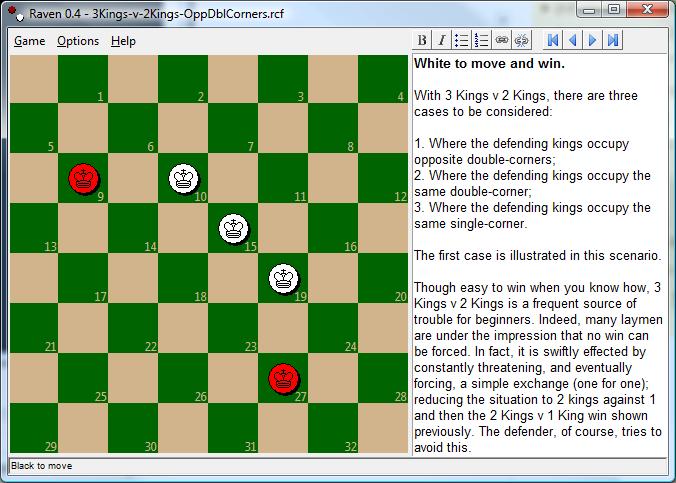 Raven 0.4 - 3Kings-v-2Kings-OppDblCorners.rcf
Game Options Help
B I
1 2 3 4
5 6 7 8
9 10 11 12
13 14 15 16
17 18 19 20
21 22 23 24
25 26 27 28
29 30 31 32
White to move and win.
With 3 Kings v 2 Kings, there are three
cases to be considered:
1. Where the defending kings occupy
opposite double-corners;
2. Where the defending kings occupy the
same double-corner;
3. Where the defending kings occupy the
same single-corner.
The first case is illustrated in this scenario.
Though easy to win when you know how, 3
Kings v 2 Kings is a frequent source of
trouble for beginners. Indeed, many laymen
are under the impression that no win can
be forced. In fact, it is swiftly effected by
constantly threatening, and eventually
forcing, a simple exchange (one for one);
reducing the situation to 2 kings against 1
and then the 2 Kings v 1 King win shown
previously. The defender, of course, tries to
avoid this.
Black to move